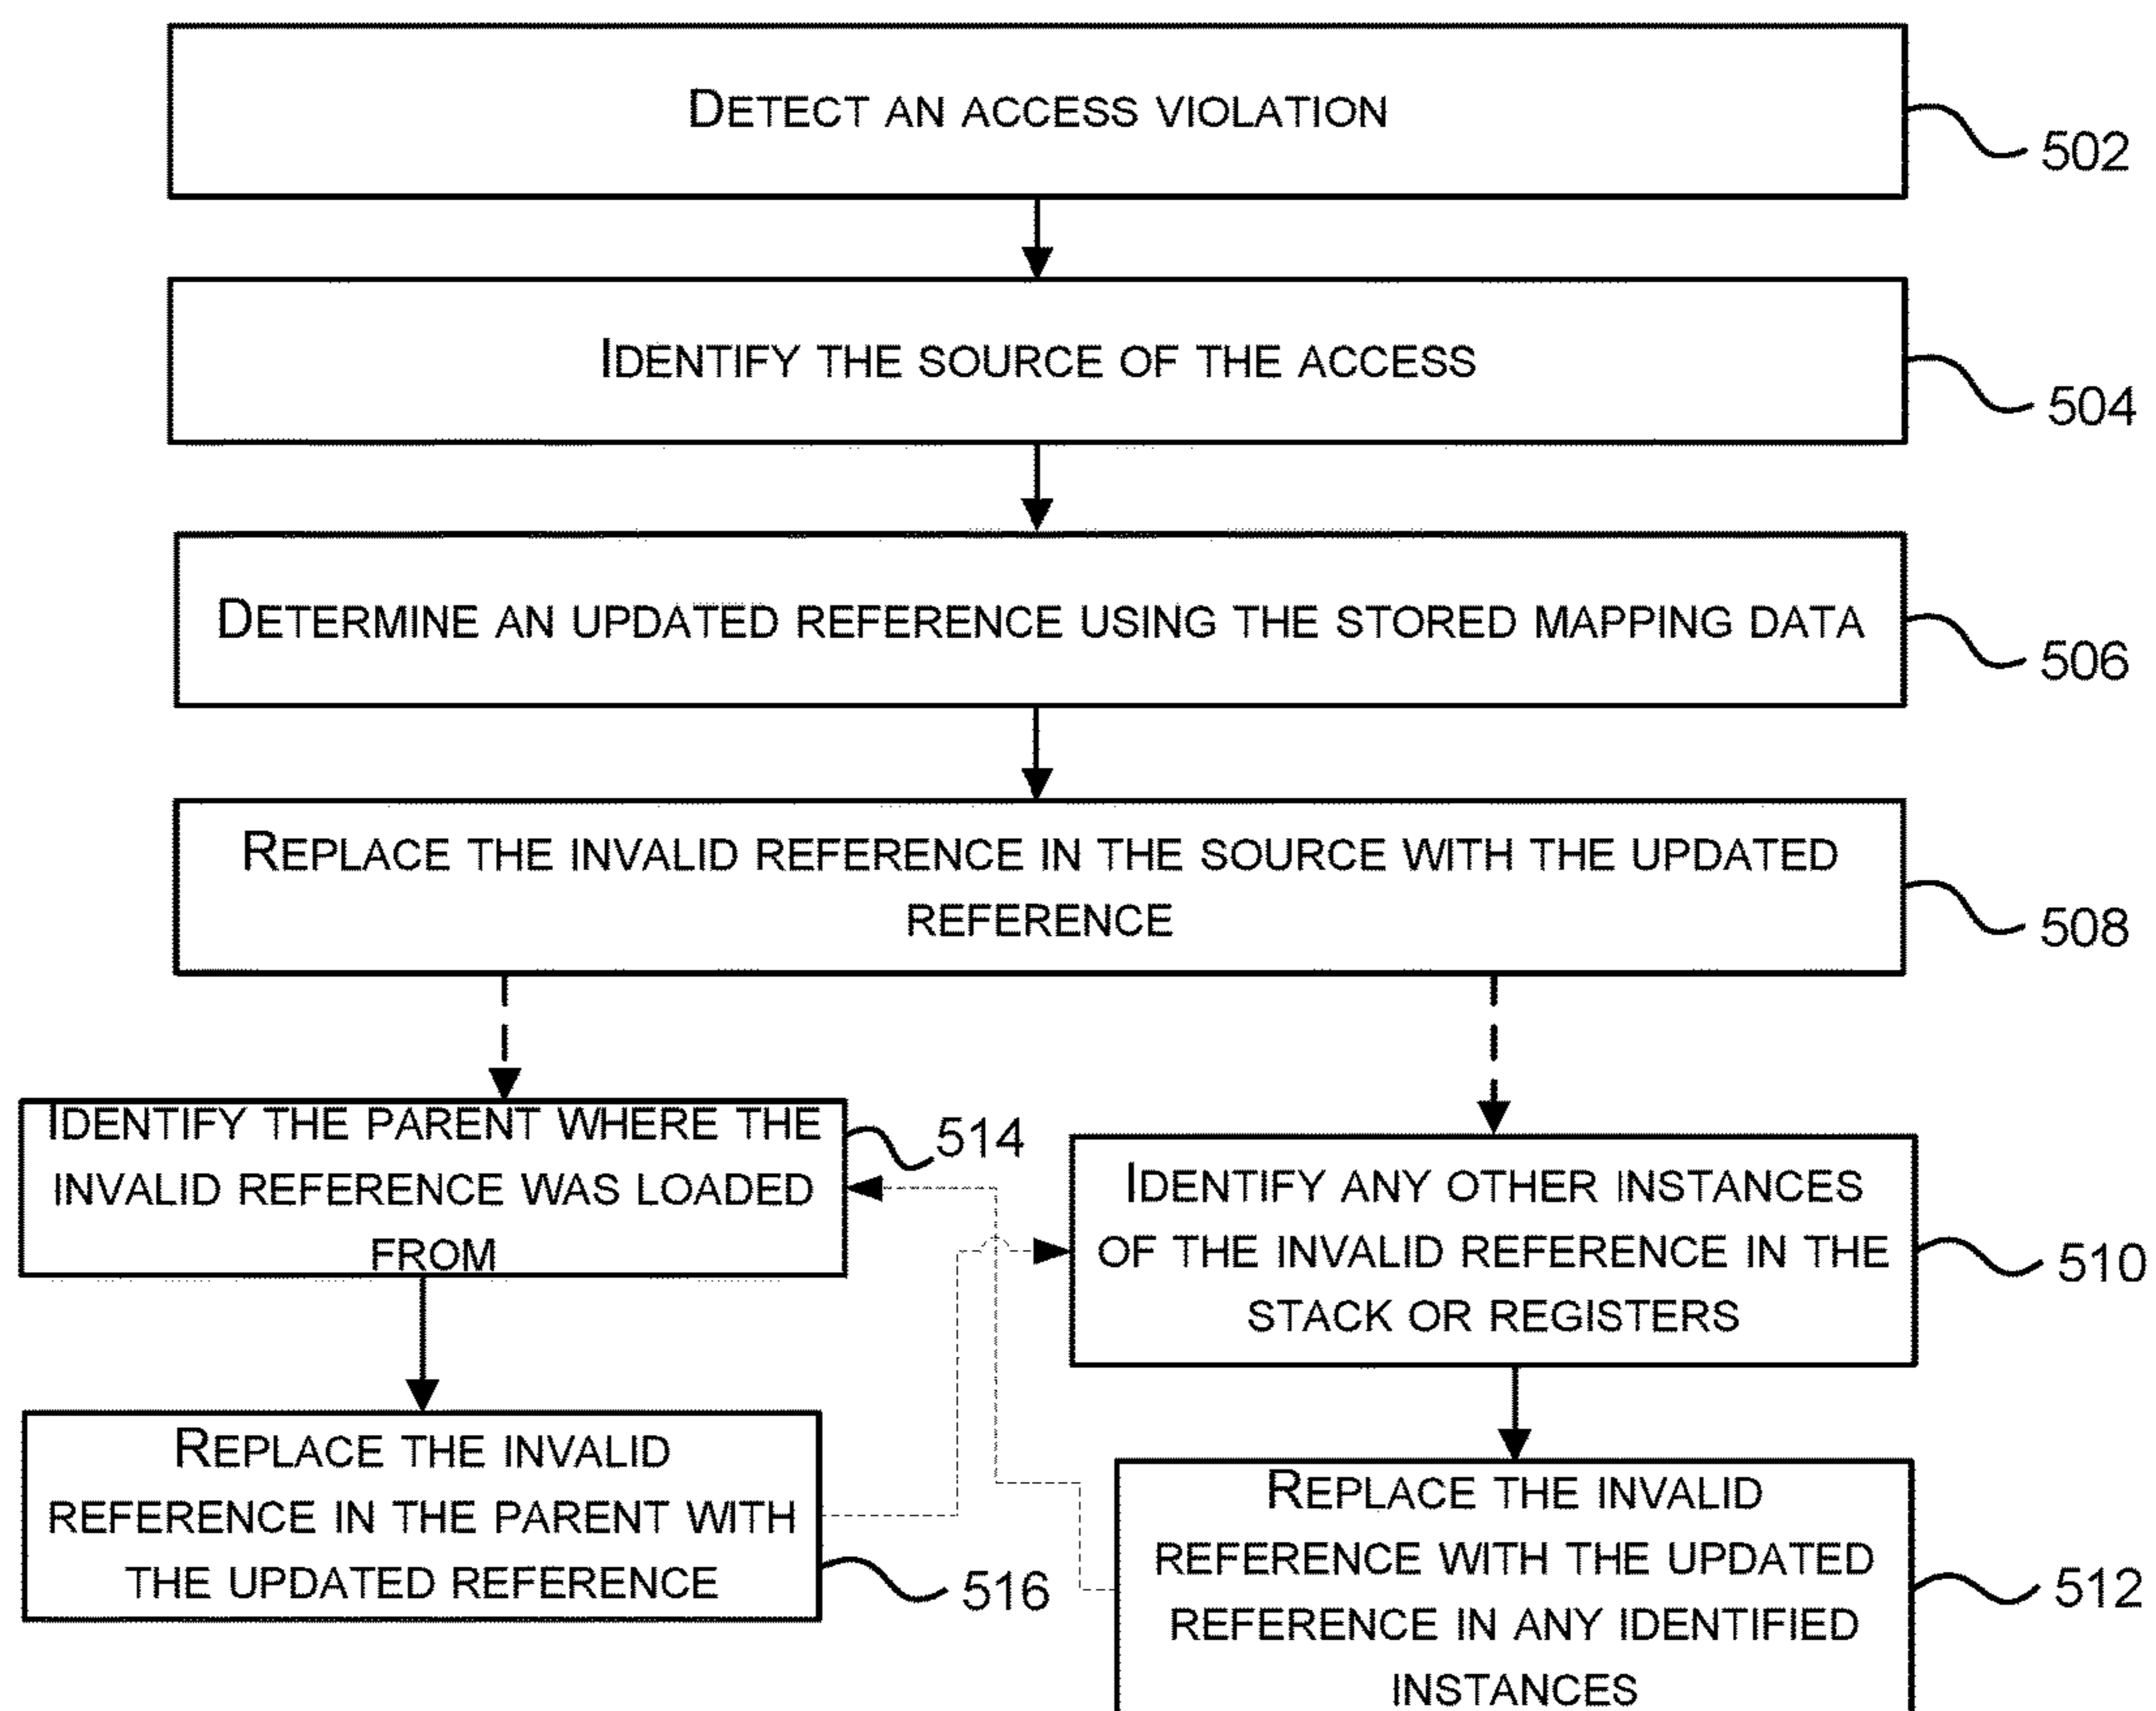 DETECT AN ACCESS VIOLATION
502
IDENTIFY THE SOURCE OF THE ACCESS
504
DETERMINE AN UPDATED REFERENCE USING THE STORED MAPPING DATA
506
REPLACE THE INVALID REFERENCE IN THE SOURCE WITH THE UPDATED
REFERENCE
508
IDENTIFY THE PARENT WHERE THE
INVALID REFERENCE WAS LOADED
FROM
514
REPLACE THE INVALID
REFERENCE IN THE PARENT WITH
THE UPDATED REFERENCE
516
IDENTIFY ANY OTHER INSTANCES
OF THE INVALID REFERENCE IN THE
STACK OR REGISTERS
510
REPLACE THE INVALID
REFERENCE WITH THE UPDATED
REFERENCE IN ANY IDENTIFIED
INSTANCES
512